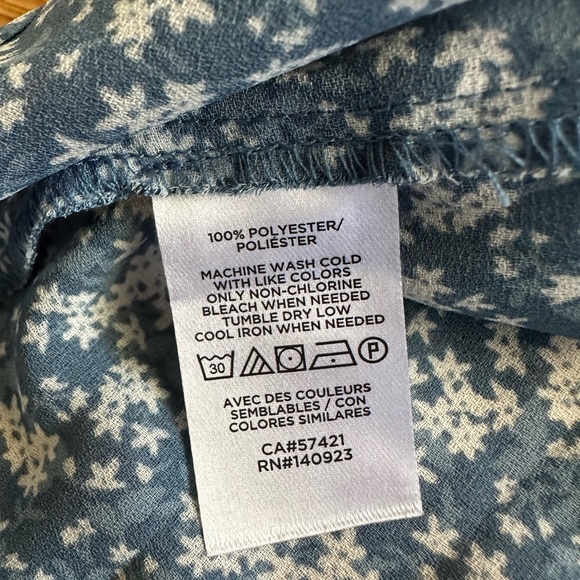 100% POLYESTER/
POLIÉSTER
MACHINE WASH COLD
WITH LIKE COLORS
ONLY NON-CHLORINE
BLEACH WHEN NEEDED
TUMBLE DRY LOW
COOL IRON WHEN NEEDED
30 P
AVEC DES COULEURS
SEMBLABLES / CON
COLORES SIMILARES
CA#57421
RN#140923